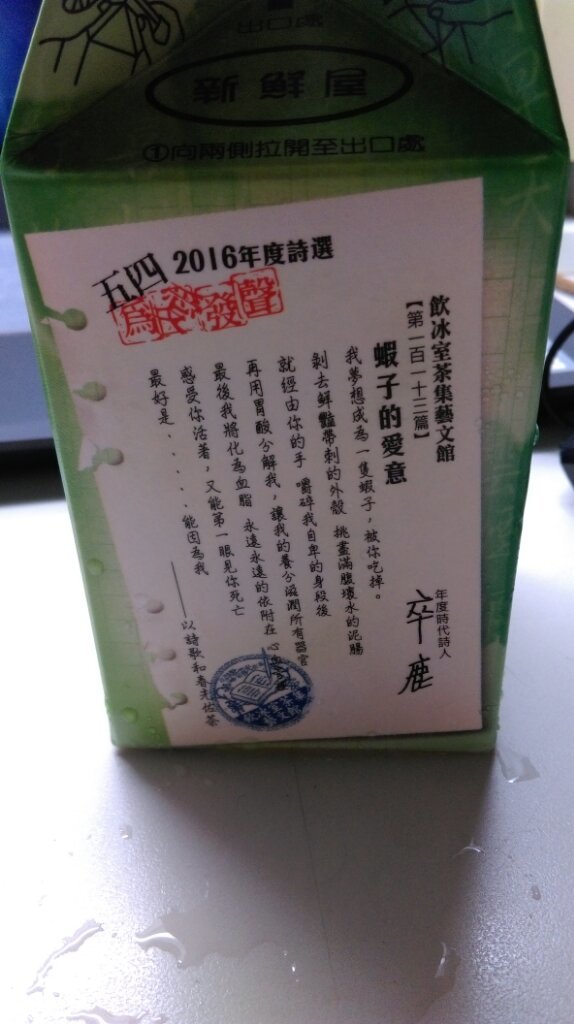 出口處
新鮮屋
①向兩側拉開至出口處
五四 2016年度詩選
發聲
飲冰室茶集藝文館
【第一百一十三篇】
蝦子的愛意
年度時代詩人
卒鹿
我夢想成為一隻蝦子，被你吃掉。
剝去鮮豔帶刺的外殼 挑盡滿腹壞水的泥腸
就經由你的手 嚼碎我自卑的身段後
再用胃酸分解我，讓我的養分滋潤所有器官
最後我將化為血脂 永遠永遠的依附在 心
感受你活著，又能第一眼見你死亡
最好是．．．．．能因為我
——以詩歌和春光佐茶